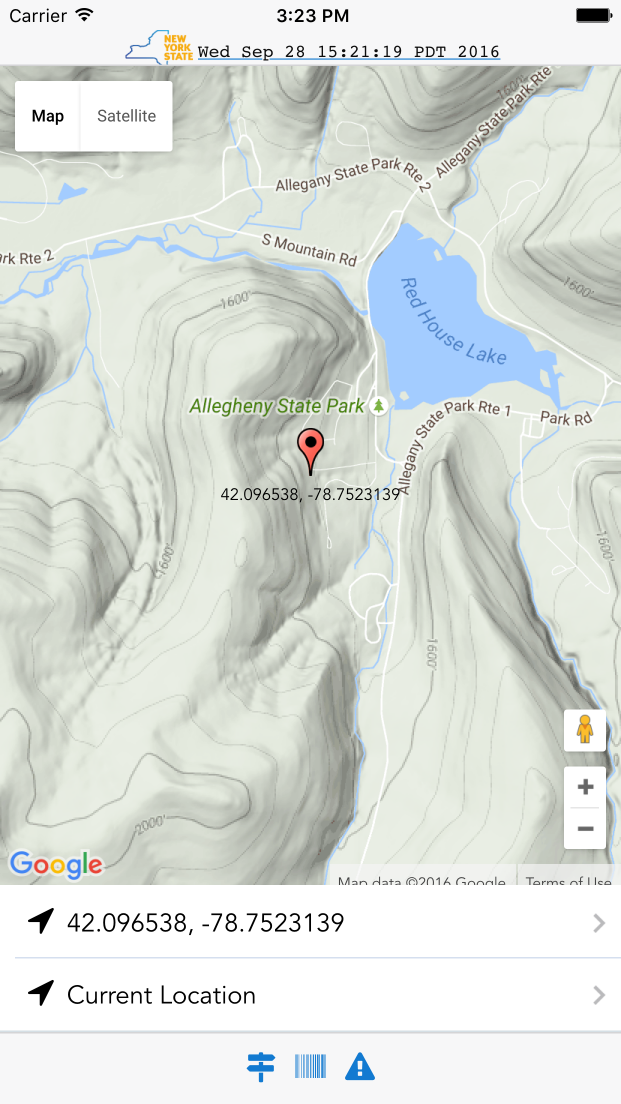 Carrier 3:23 PM
NEW
YORK
STATE
Wed Sep 28 15:21:19 PDT 2016
Map Satellite
1600'
Allegany State Park Rte
Allegany State Park Rte 2
S Mountain Rd
ark Rte 2
1600'
1600'
Red House Lake
Allegheny State Park
Allegany State Park Rte 1
Park Rd
42.096538, -78.7523139
1600'
1600'
1600'
2000'
Google
Map data ©2016 Google Terms of Use
42.096538, -78.7523139
Current Location